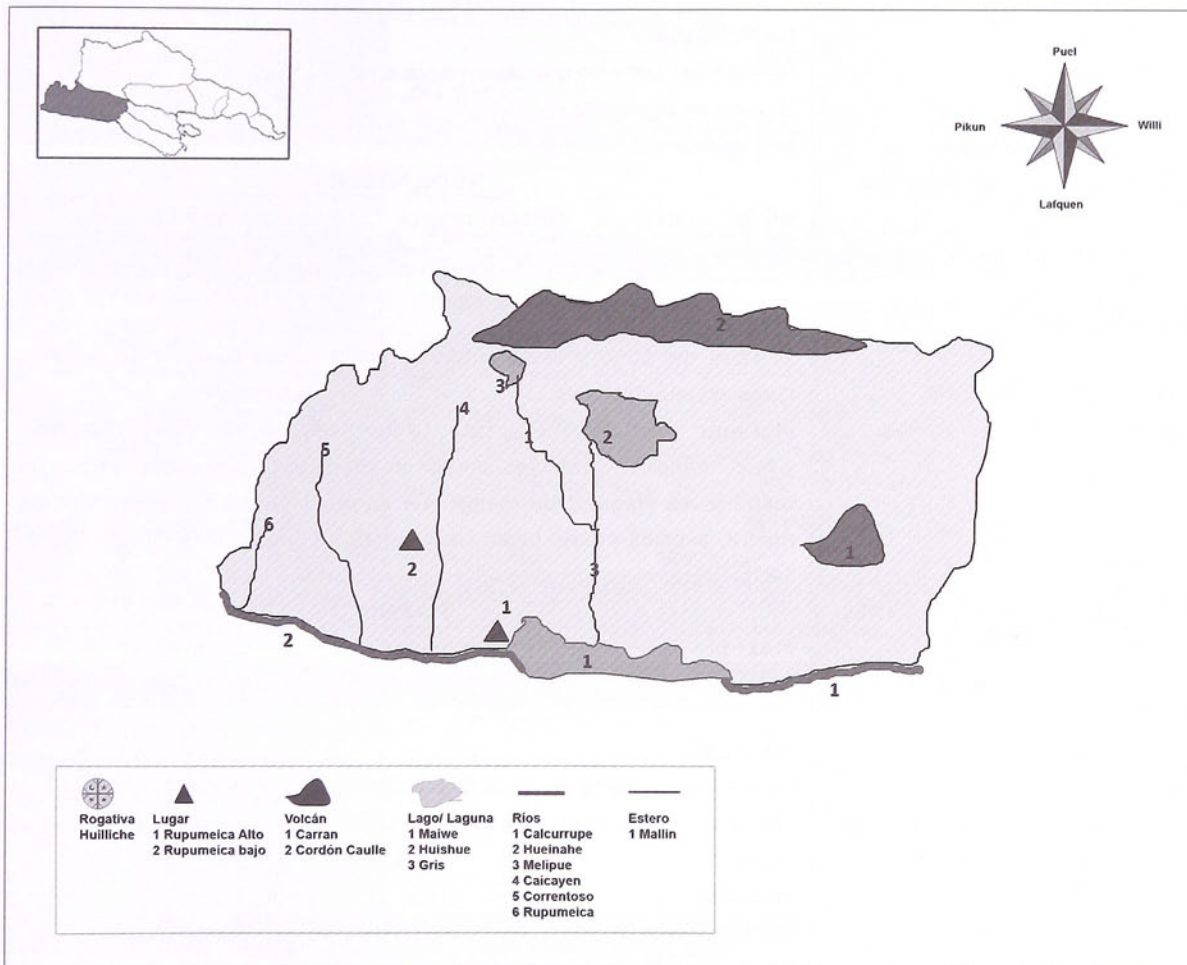 Puel
Pikun
Willi
Lafquen
2
3
4
1
2
5
6
2
1
3
1
2
1
1
Rogativa
Huilliche
Lugar
1 Rupumeica Alto
2 Rupumeica bajo
Volcán
1 Carran
2 Cordón Caulle
Lago/ Laguna
1 Maiwe
2 Huishue
3 Gris
Ríos
1 Calcurrupe
2 Hueinahe
3 Melipue
4 Caicayen
5 Correntoso
6 Rupumeica
Estero
1 Mallin